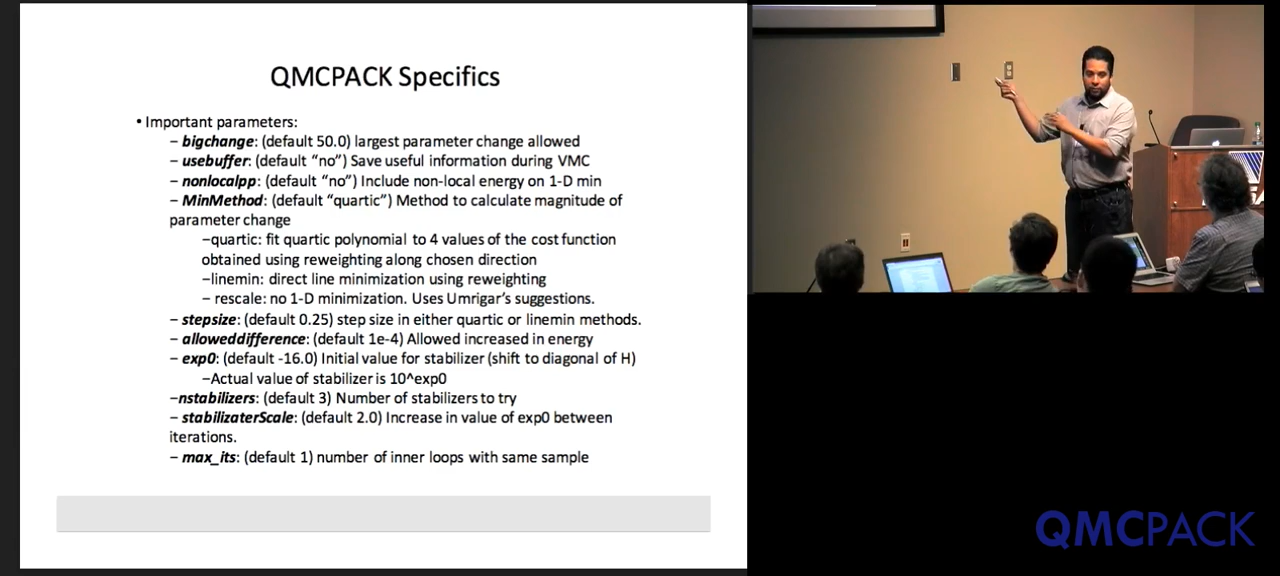 QMCPACK Specifics
• Important parameters:
– bigchange: (default 50.0) largest parameter change allowed
– usebuffer: (default “no”) Save useful information during VMC
– nonlocalpp: (default “no”) Include non-local energy on 1-D min
– MinMethod: (default “quartic”) Method to calculate magnitude of
parameter change
–quartic: fit quartic polynomial to 4 values of the cost function
obtained using reweighting along chosen direction
–linemin: direct line minimization using reweighting
– rescale: no 1-D minimization. Uses Umrigar’s suggestions.
– stepsize: (default 0.25) step size in either quartic or linemin methods.
– alloweddifference: (default 1e-4) Allowed increased in energy
– exp0: (default -16.0) Initial value for stabilizer (shift to diagonal of H)
–Actual value of stabilizer is 10^exp0
–nstabilizers: (default 3) Number of stabilizers to try
– stabilizaterScale: (default 2.0) Increase in value of exp0 between
iterations.
– max_its: (default 1) number of inner loops with same sample
QMCPACK